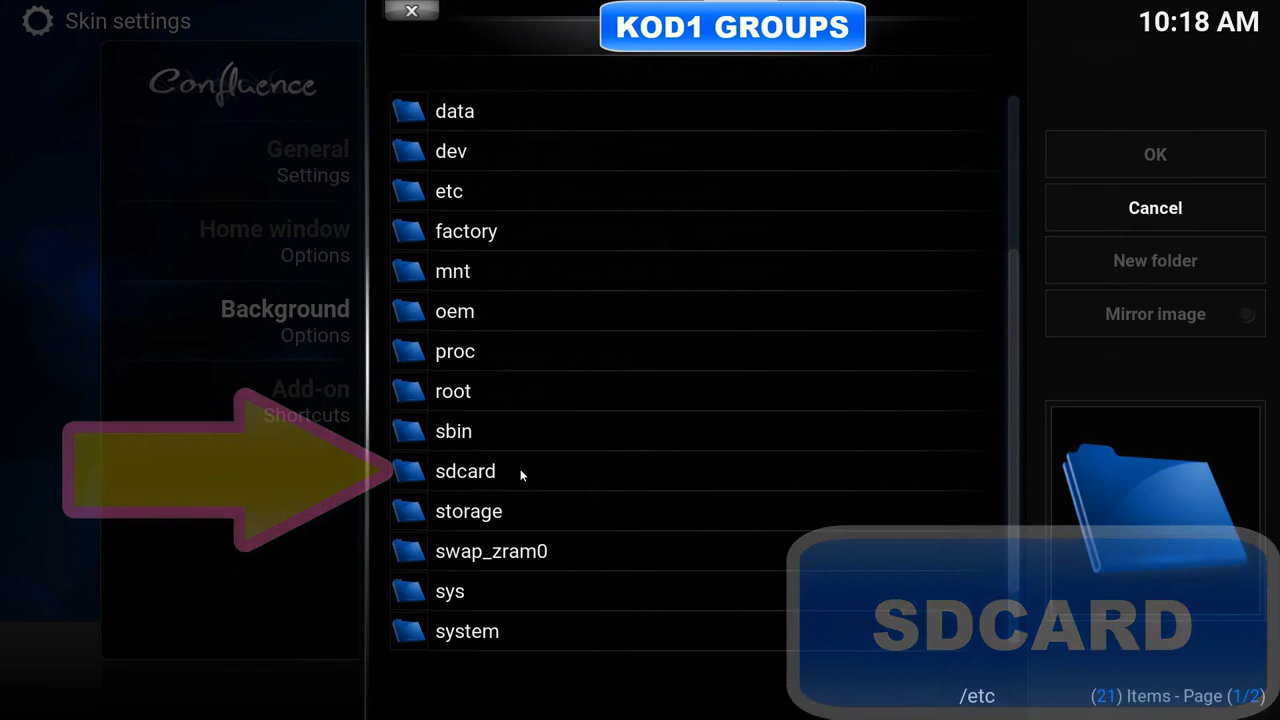 Skin settings
KOD1 GROUPS
10:18 AM
Confluence
General
Settings
Home window
Options
Background
Options
Add-on
Shortcuts
data
dev
etc
factory
mnt
oem
proc
root
sbin
sdcard
storage
swap_zram0
sys
system
OK
Cancel
New folder
Mirror image
SDCARD
/etc
(21) Items - Page (1/2)